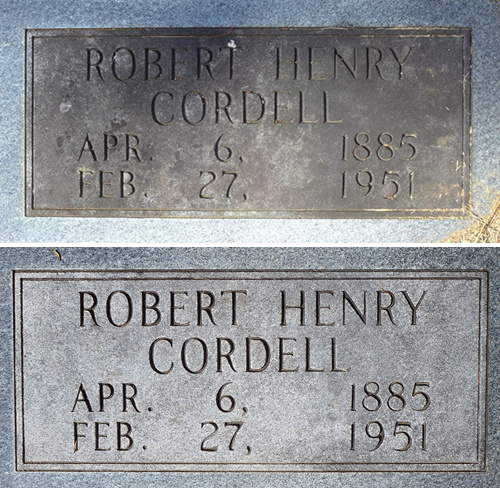 ROBERT HENRY
CORDELL
APR. 6, 1885
FEB. 27, 1951
ROBERT HENRY
CORDELL
APR. 6, 1885
FEB. 27, 1951